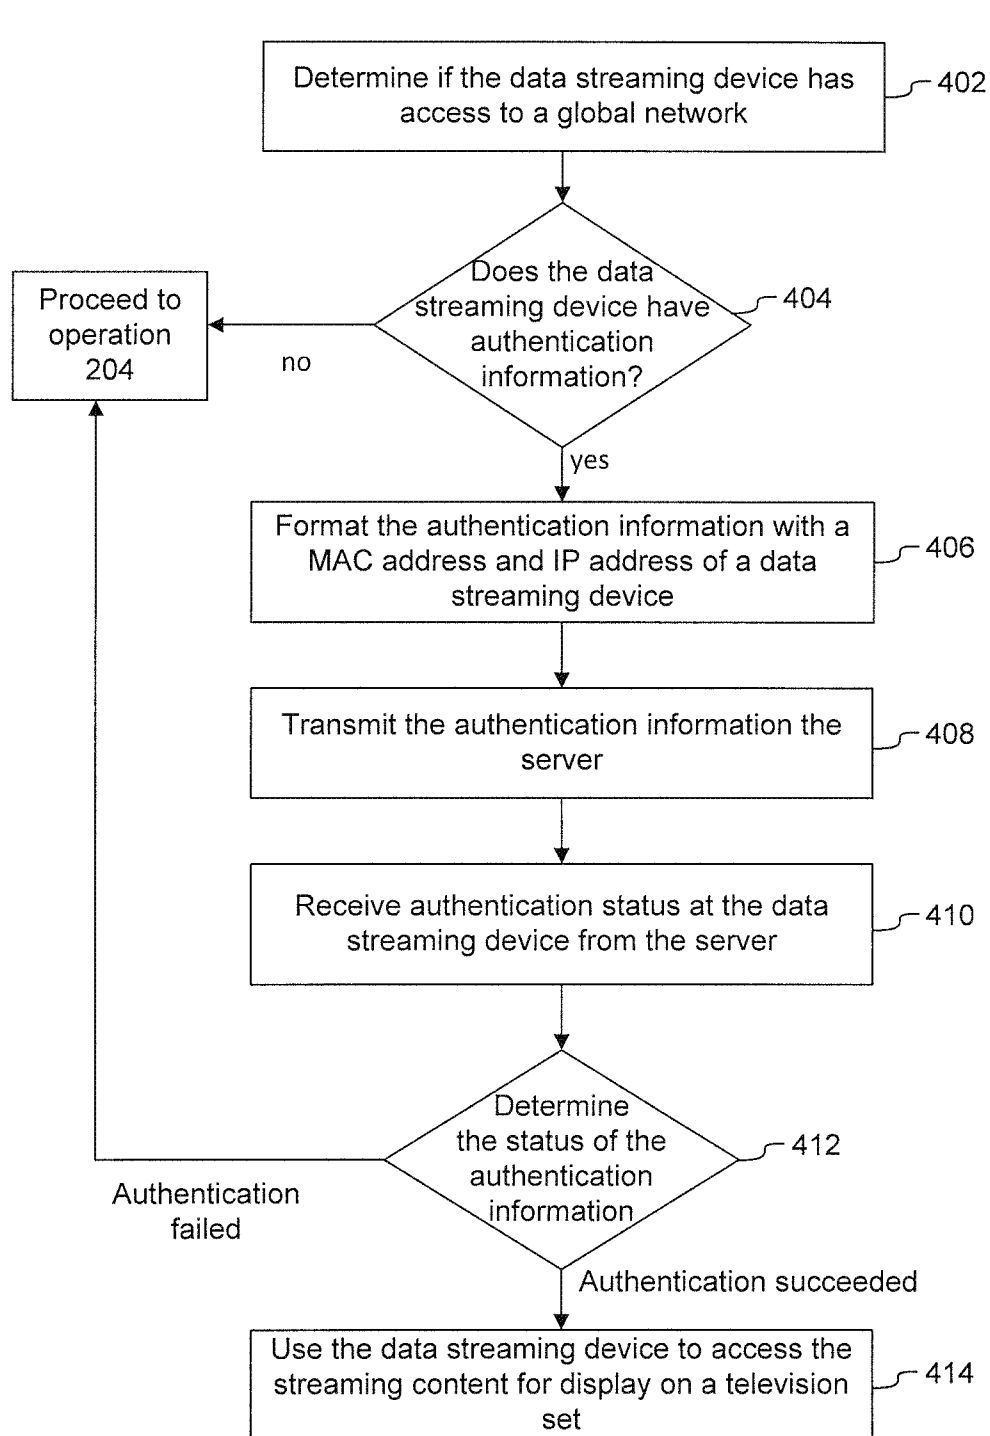 Determine if the data streaming device has
access to a global network
402
Does the data
streaming device have
authentication
information?
404
Proceed to
operation
204
no
yes
Format the authentication information with a
MAC address and IP address of a data
streaming device
406
Transmit the authentication information the
server
408
Receive authentication status at the data
streaming device from the server
410
Determine
the status of the
authentication
information
412
Authentication
failed
Authentication succeeded
Use the data streaming device to access the
streaming content for display on a television
set
414